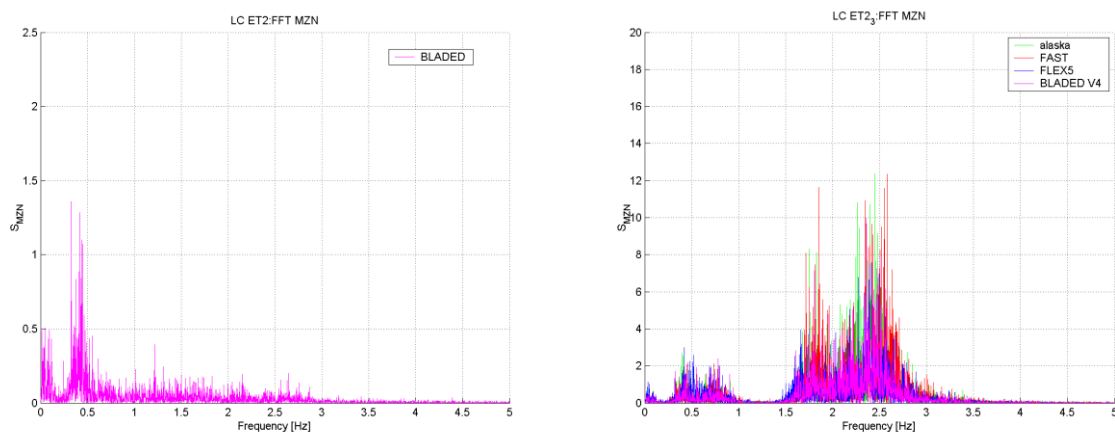 LC ET2:FFT MZN
2.5
2
1.5
1
0.5
0
S_MZN
BLADED
0 0.5 1 1.5 2 2.5 3 3.5 4 4.5 5
Frequency [Hz]
LC ET2₃:FFT MZN
20
18
16
14
12
10
8
6
4
2
0
S_MZN
alaska
FAST
FLEX5
BLADED V4
0 0.5 1 1.5 2 2.5 3 3.5 4 4.5 5
Frequency [Hz]